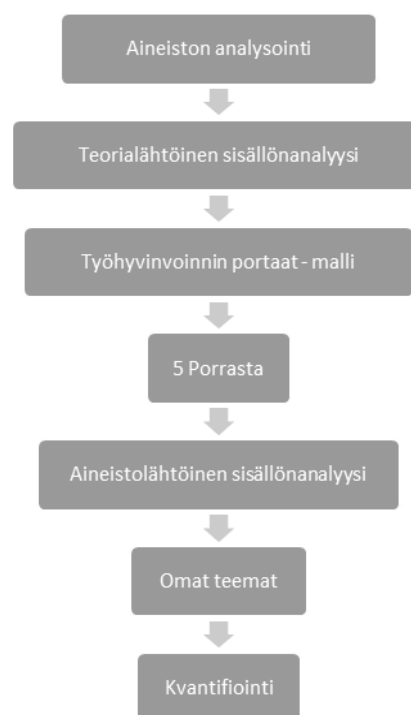 Aineiston analysointi
Teorialähtöinen sisällönanalyysi
Työhyvinvoinnin portaat - malli
5 Porrasta
Aineistolähtöinen sisällönanalyysi
Omat teemat
Kvantifiointi